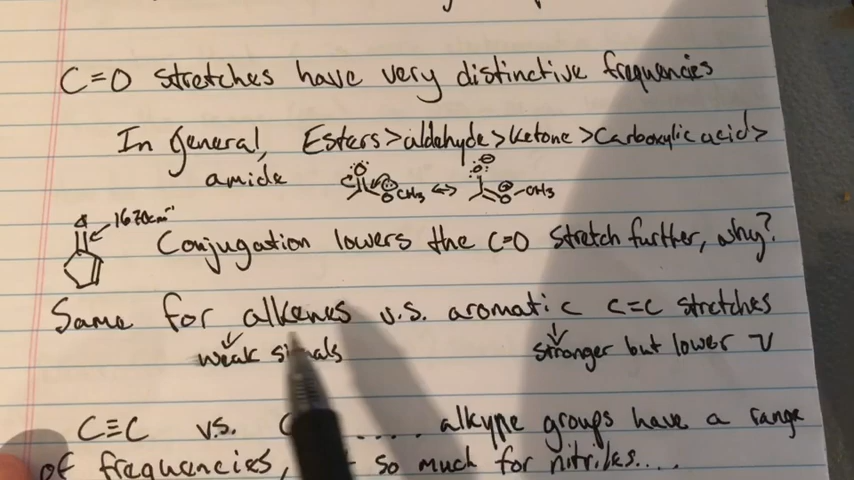 C=O stretches have very distinctive frequencies
In General, Esters>aldehyde>Ketone>Carboxylic acid>
amide
1670cm⁻¹
Conjugation lowers the C=O stretch further, why?
Same for alkenes v.s. aromatic C=C stretches
weak signals
stronger but lower ν
C≡C vs. C .... alkyne groups have a range
of frequencies, so much for nitriles....